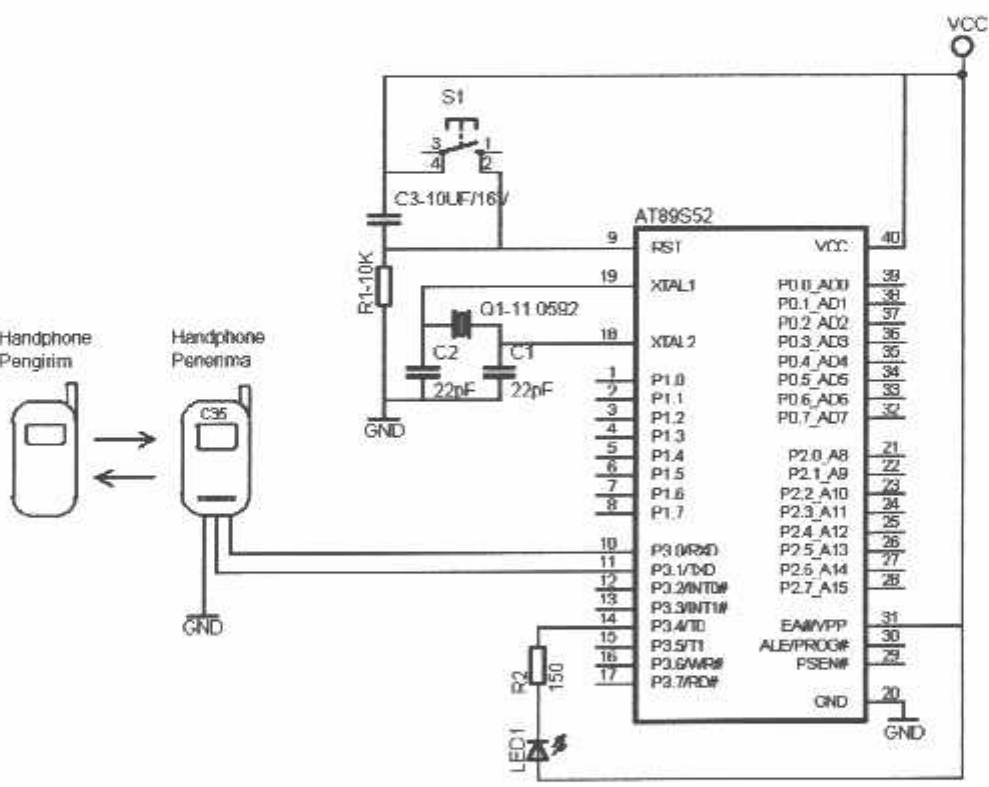 VCC
S1
3 1
4 2
C3-10UF/16V
AT89S52
9 RST VCC 40
R1-10K
19 XTAL1 P0.0_AD0 39
P0.1_AD1 38
Q1-11.0592
P0.2_AD2 37
18 XTAL2 P0.3_AD3 36
P0.4_AD4 35
C2 C1
22pF 22pF
GND
1 P1.0 P0.5_AD5 34
2 P1.1 P0.6_AD6 33
3 P1.2 P0.7_AD7 32
4 P1.3
5 P1.4 P2.0_A8 21
6 P1.5 P2.1_A9 22
7 P1.6 P2.2_A10 23
8 P1.7 P2.3_A11 24
P2.4_A12 25
10 P3.0/RXD P2.5_A13 26
11 P3.1/TXD P2.6_A14 27
12 P3.2/INT0# P2.7_A15 28
13 P3.3/INT1#
14 P3.4/T0 EA#/VPP 31
15 P3.5/T1 ALE/PROG# 30
16 P3.6/WR# PSEN# 29
17 P3.7/RD#
GND 20
GND
Handphone
Pengirim
Handphone
Penerima
C35
GND
R2
150
LED1